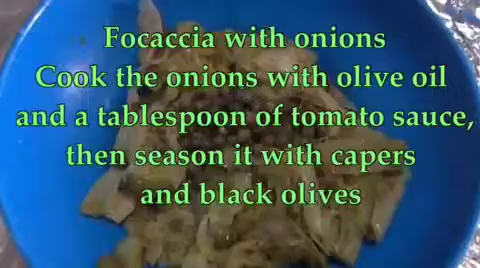 Focaccia with onions
Cook the onions with olive oil
and a tablespoon of tomato sauce,
then season it with capers
and black olives